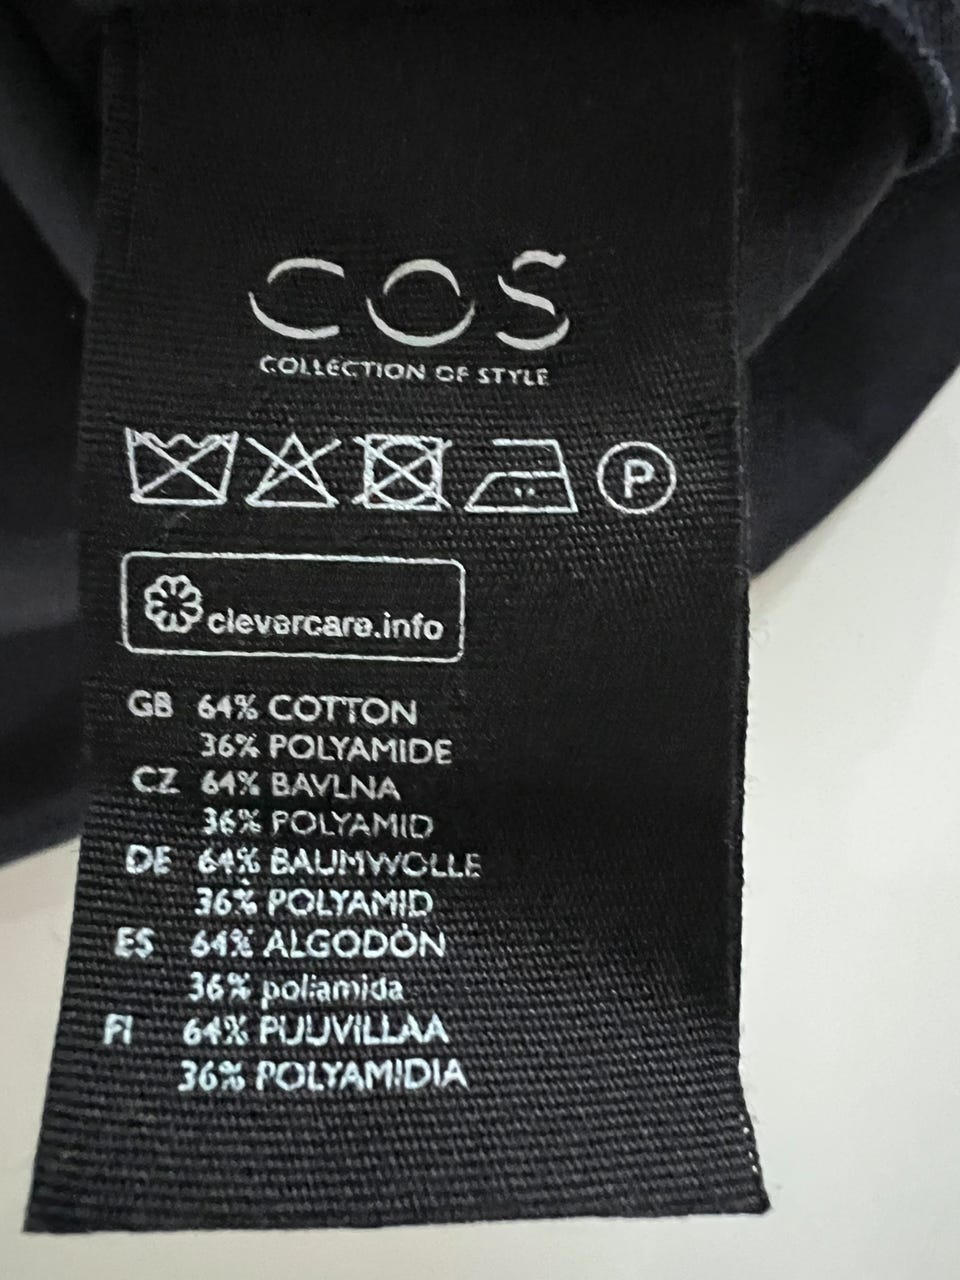 COS
COLLECTION OF STYLE
P
clevercare.info
GB 64% COTTON
36% POLYAMIDE
CZ 64% BAVLNA
36% POLYAMID
DE 64% BAUMWOLLE
36% POLYAMID
ES 64% ALGODÓN
36% poliamida
FI 64% PUUVILLAA
36% POLYAMIDIA